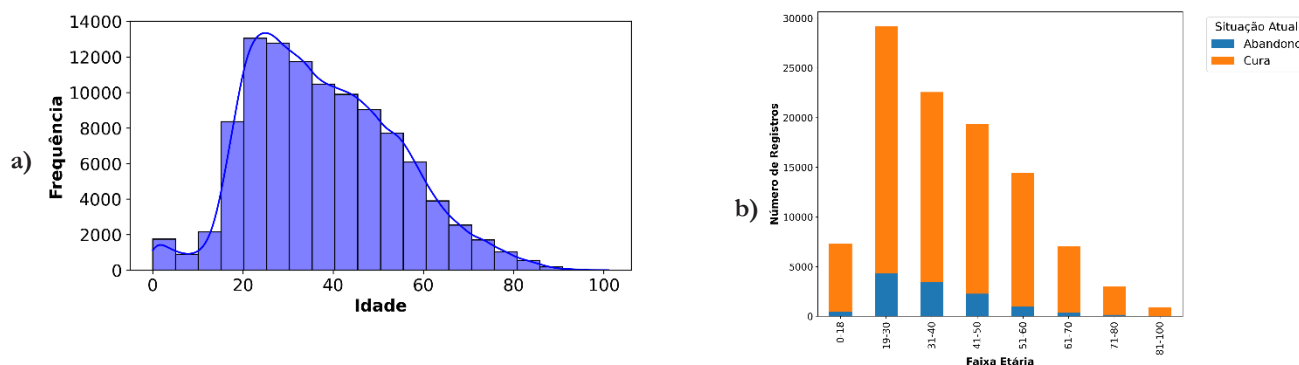 a)
Frequência
14000
12000
10000
8000
6000
4000
2000
0
0 20 40 60 80 100
Idade
b)
Número de Registros
30000
25000
20000
15000
10000
5000
0
0-18 19-30 31-40 41-50 51-60 61-70 71-80 81-100
Faixa Etária
Situação Atual
Abandono
Cura